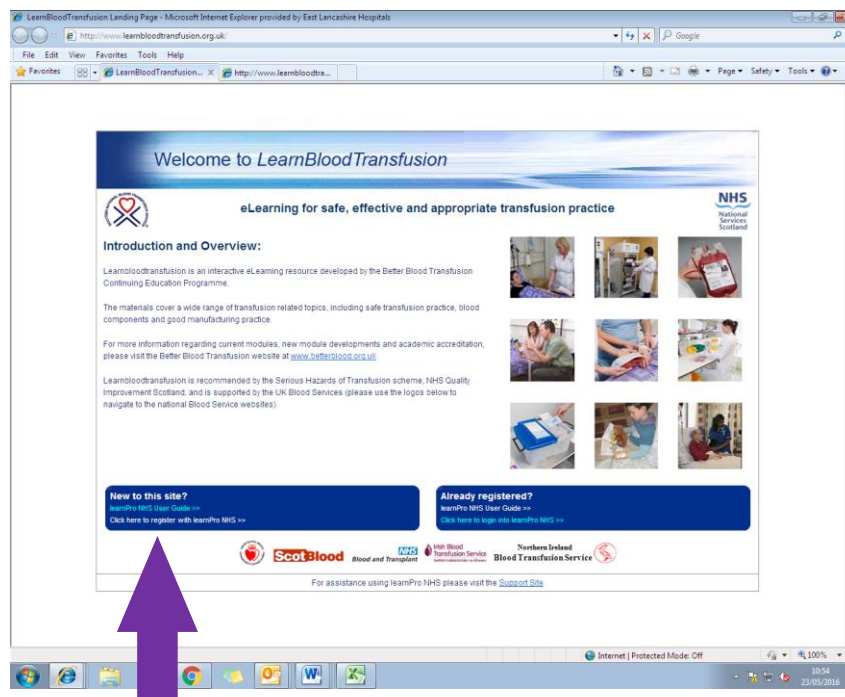 LearnBloodTransfusion Landing Page - Microsoft Internet Explorer provided by East Lancashire Hospitals
http://www.learnbloodtransfusion.org.uk/
Google
File Edit View Favorites Tools Help
Favorites LearnBloodTransfusion... X http://www.learnbloodtra... Page Safety Tools
Welcome to LearnBloodTransfusion
eLearning for safe, effective and appropriate transfusion practice
NHS
National
Services
Scotland
Introduction and Overview:
Learnbloodtransfusion is an interactive eLearning resource developed by the Better Blood Transfusion
Continuing Education Programme.
The materials cover a wide range of transfusion related topics, including safe transfusion practice, blood
components and good manufacturing practice.
For more information regarding current modules, new module developments and academic accreditation,
please visit the Better Blood Transfusion website at www.betterblood.org.uk
Learnbloodtransfusion is recommended by the Serious Hazards of Transfusion scheme, NHS Quality
Improvement Scotland, and is supported by the UK Blood Services (please use the logos below to
navigate to the national Blood Service websites)
New to this site?
learnPro NHS User Guide >>
Click here to register with learnPro NHS >>
Already registered?
learnPro NHS User Guide >>
Click here to login into learnPro NHS >>
ScotBlood
NHS
Blood and Transplant
Irish Blood
Transfusion Service
Northern Ireland
Blood Transfusion Service
For assistance using learnPro NHS please visit the Support Site
Internet | Protected Mode: Off 100%
10:54
23/05/2016